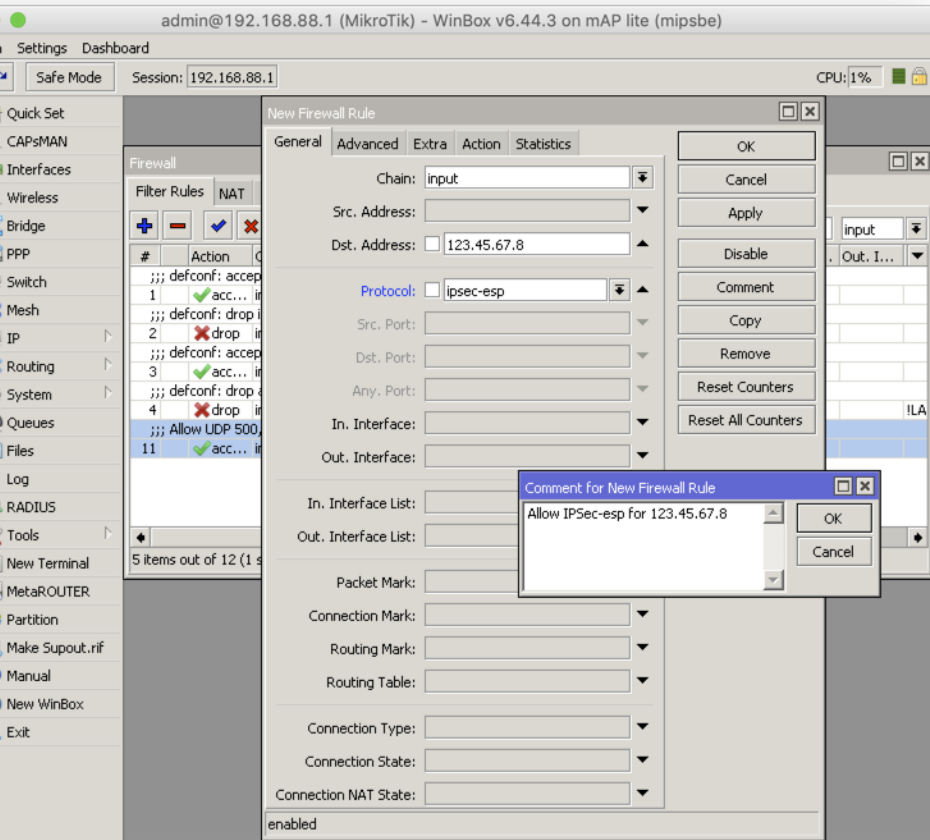 admin@192.168.88.1 (MikroTik) - WinBox v6.44.3 on mAP lite (mipsbe)
Settings Dashboard
Safe Mode Session: 192.168.88.1 CPU: 1%
Quick Set
CAPsMAN
Interfaces
Wireless
Bridge
PPP
Switch
Mesh
IP
Routing
System
Queues
Files
Log
RADIUS
Tools
New Terminal
MetaROUTER
Partition
Make Supout.rif
Manual
New WinBox
Exit
Firewall
Filter Rules NAT
input
# Action Out. I...
;;; defconf: accep
1 acc...
;;; defconf: drop i
2 drop
;;; defconf: accep
3 acc...
;;; defconf: drop a
4 drop !LA
;;; Allow UDP 500,
11 acc...
5 items out of 12 (1 s
New Firewall Rule
General Advanced Extra Action Statistics
Chain: input
Src. Address:
Dst. Address: 123.45.67.8
Protocol: ipsec-esp
Src. Port:
Dst. Port:
Any. Port:
In. Interface:
Out. Interface:
In. Interface List:
Out. Interface List:
Packet Mark:
Connection Mark:
Routing Mark:
Routing Table:
Connection Type:
Connection State:
Connection NAT State:
enabled
OK
Cancel
Apply
Disable
Comment
Copy
Remove
Reset Counters
Reset All Counters
Comment for New Firewall Rule
Allow IPSec-esp for 123.45.67.8
OK
Cancel